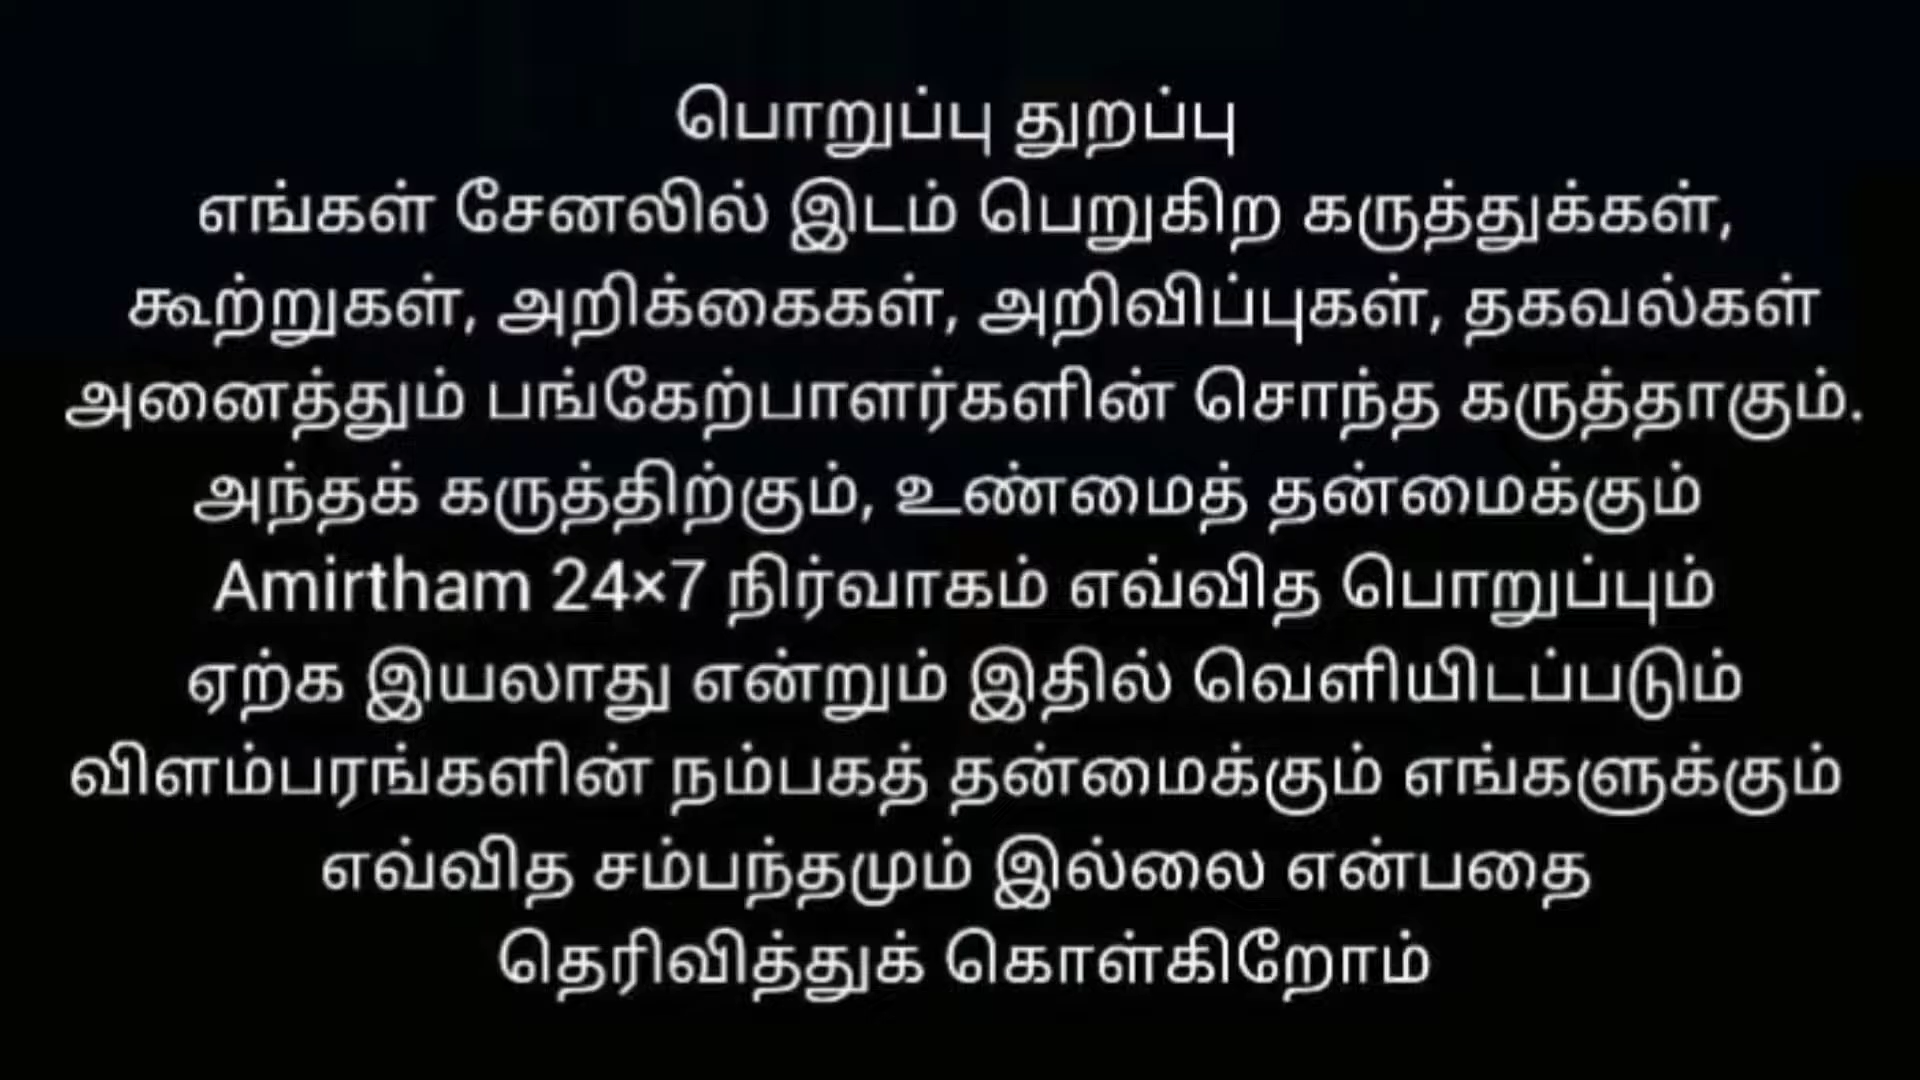 பொறுப்பு துறப்பு
எங்கள் சேனலில் இடம் பெறுகிற கருத்துக்கள்,
கூற்றுகள், அறிக்கைகள், அறிவிப்புகள், தகவல்கள்
அனைத்தும் பங்கேற்பாளர்களின் சொந்த கருத்தாகும்.
அந்தக் கருத்திற்கும், உண்மைத் தன்மைக்கும்
Amirtham 24×7 நிர்வாகம் எவ்வித பொறுப்பும்
ஏற்க இயலாது என்றும் இதில் வெளியிடப்படும்
விளம்பரங்களின் நம்பகத் தன்மைக்கும் எங்களுக்கும்
எவ்வித சம்பந்தமும் இல்லை என்பதை
தெரிவித்துக் கொள்கிறோம்